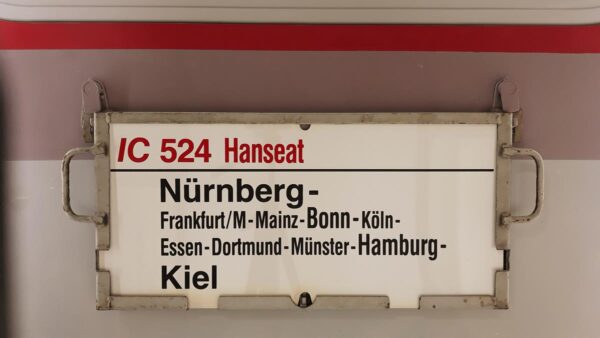 IC 524 Hanseat
Nürnberg-
Frankfurt/M-Mainz-Bonn-Köln-
Essen-Dortmund-Münster-Hamburg-
Kiel